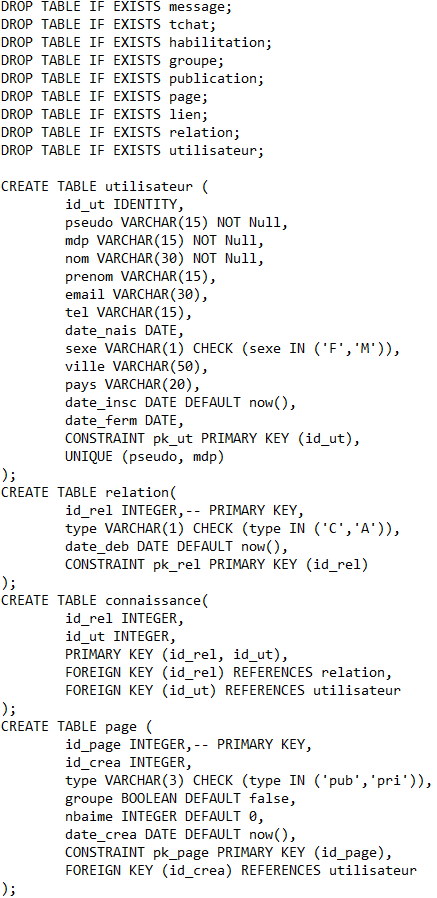 DROP TABLE IF EXISTS message;
DROP TABLE IF EXISTS tchat;
DROP TABLE IF EXISTS habilitation;
DROP TABLE IF EXISTS groupe;
DROP TABLE IF EXISTS publication;
DROP TABLE IF EXISTS page;
DROP TABLE IF EXISTS lien;
DROP TABLE IF EXISTS relation;
DROP TABLE IF EXISTS utilisateur;

CREATE TABLE utilisateur (
        id_ut IDENTITY,
        pseudo VARCHAR(15) NOT Null,
        mdp VARCHAR(15) NOT Null,
        nom VARCHAR(30) NOT Null,
        prenom VARCHAR(15),
        email VARCHAR(30),
        tel VARCHAR(15),
        date_nais DATE,
        sexe VARCHAR(1) CHECK (sexe IN ('F','M')),
        ville VARCHAR(50),
        pays VARCHAR(20),
        date_insc DATE DEFAULT now(),
        date_ferm DATE,
        CONSTRAINT pk_ut PRIMARY KEY (id_ut),
        UNIQUE (pseudo, mdp)
);
CREATE TABLE relation(
        id_rel INTEGER,-- PRIMARY KEY,
        type VARCHAR(1) CHECK (type IN ('C','A')),
        date_deb DATE DEFAULT now(),
        CONSTRAINT pk_rel PRIMARY KEY (id_rel)
);
CREATE TABLE connaissance(
        id_rel INTEGER,
        id_ut INTEGER,
        PRIMARY KEY (id_rel, id_ut),
        FOREIGN KEY (id_rel) REFERENCES relation,
        FOREIGN KEY (id_ut) REFERENCES utilisateur
);
CREATE TABLE page (
        id_page INTEGER,-- PRIMARY KEY,
        id_crea INTEGER,
        type VARCHAR(3) CHECK (type IN ('pub','pri')),
        groupe BOOLEAN DEFAULT false,
        nbaime INTEGER DEFAULT 0,
        date_crea DATE DEFAULT now(),
        CONSTRAINT pk_page PRIMARY KEY (id_page),
        FOREIGN KEY (id_crea) REFERENCES utilisateur
);